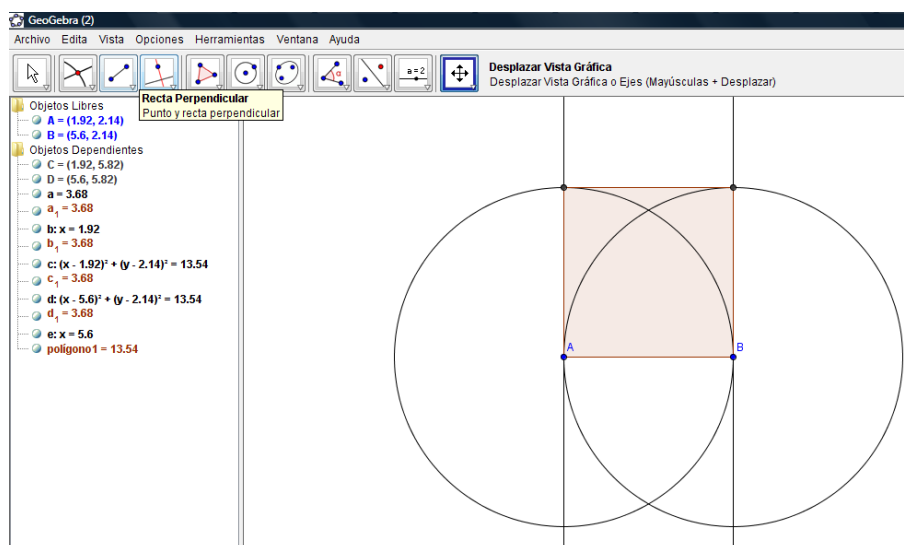 GeoGebra (2)
Archivo Edita Vista Opciones Herramientas Ventana Ayuda
a=2
Desplazar Vista Gráfica
Desplazar Vista Gráfica o Ejes (Mayúsculas + Desplazar)
Recta Perpendicular
Punto y recta perpendicular
Objetos Libres
A = (1.92, 2.14)
B = (5.6, 2.14)
Objetos Dependientes
C = (1.92, 5.82)
D = (5.6, 5.82)
a = 3.68
a₁ = 3.68
b: x = 1.92
b₁ = 3.68
c: (x - 1.92)² + (y - 2.14)² = 13.54
c₁ = 3.68
d: (x - 5.6)² + (y - 2.14)² = 13.54
d₁ = 3.68
e: x = 5.6
polígono1 = 13.54
A B